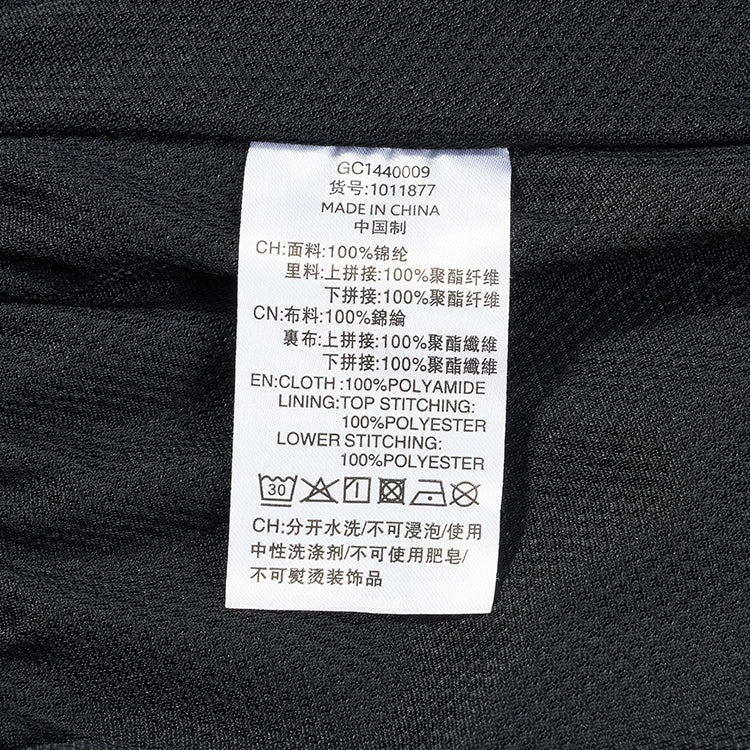 GC1440009
货号:1011877
MADE IN CHINA
中国制
CH:面料:100%锦纶
里料:上拼接:100%聚酯纤维
下拼接:100%聚酯纤维
CN:布料:100%錦綸
裏布:上拼接:100%聚酯纖維
下拼接:100%聚酯纖維
EN:CLOTH :100%POLYAMIDE
LINING:TOP STITCHING:
100%POLYESTER
LOWER STITCHING:
100%POLYESTER
30
CH:分开水洗/不可浸泡/使用
中性洗涤剂/不可使用肥皂/
不可熨烫装饰品